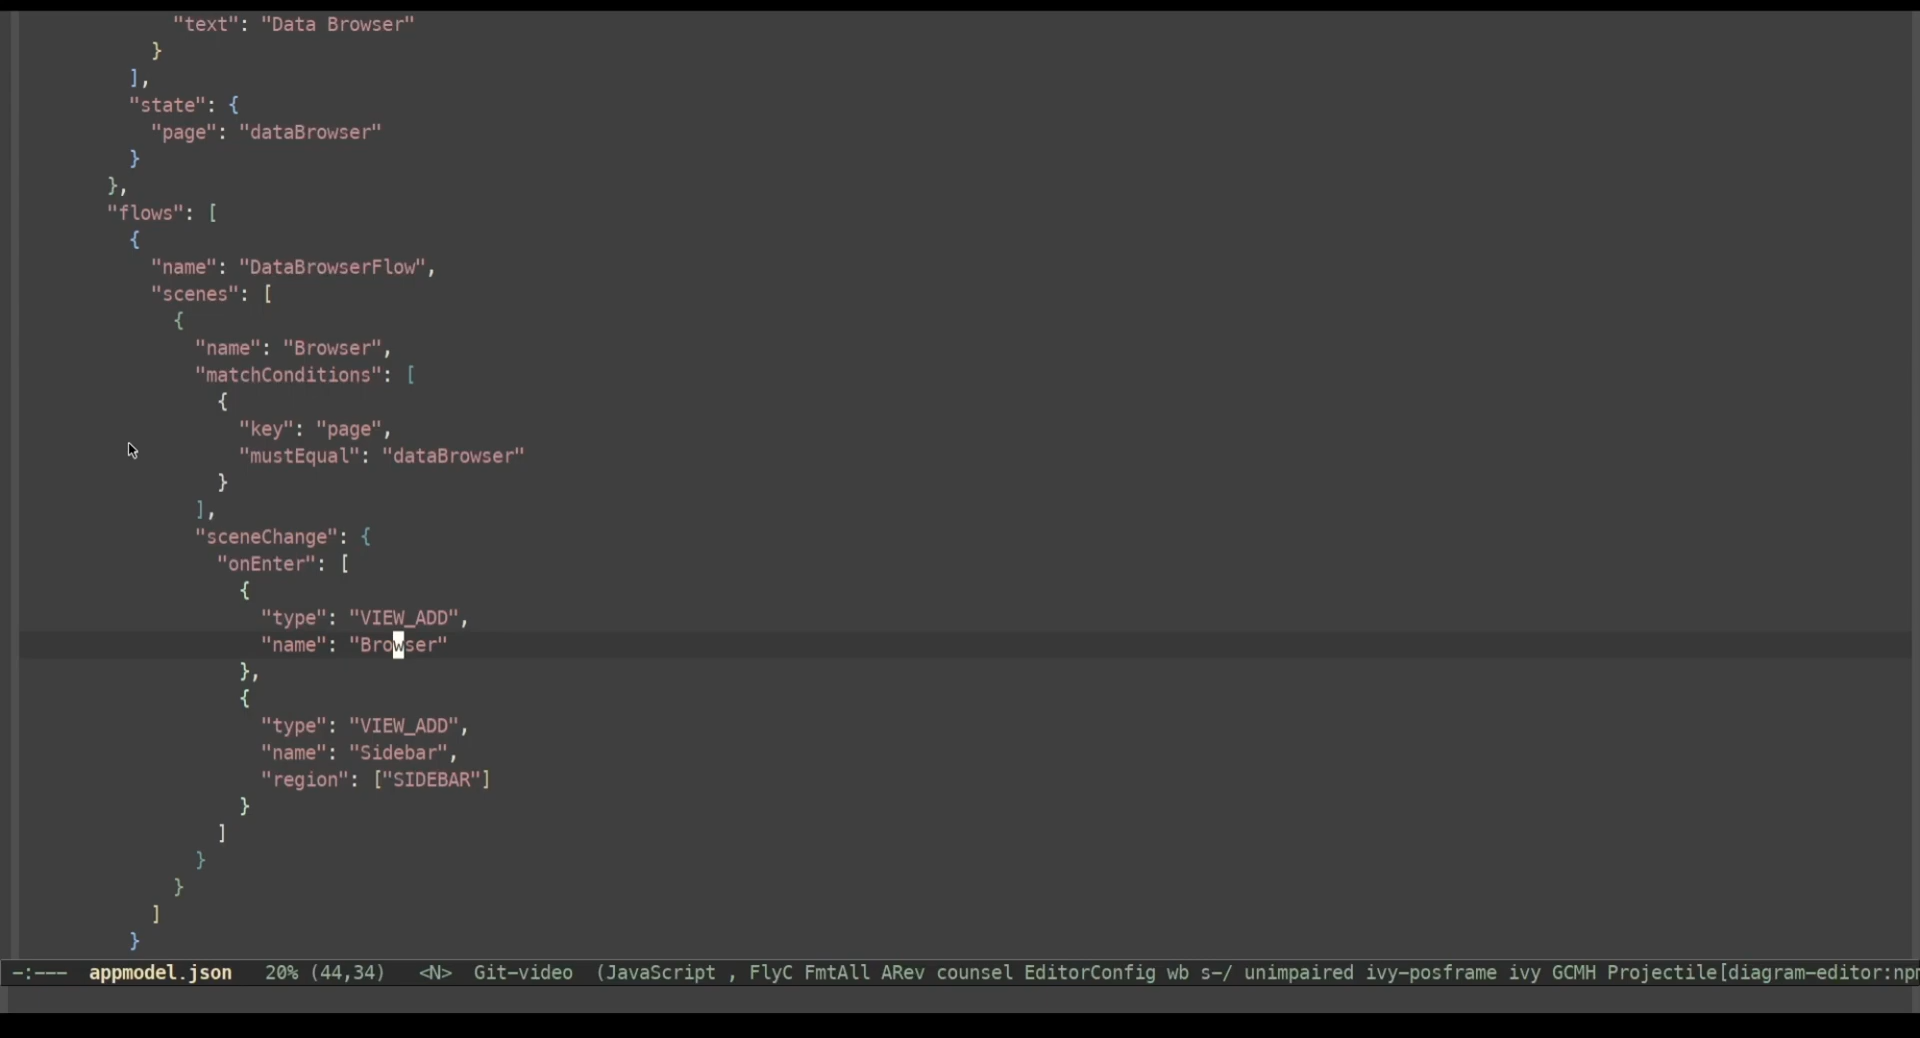 "text": "Data Browser"
}
],
"state": {
"page": "dataBrowser"
}
},
"flows": [
{
"name": "DataBrowserFlow",
"scenes": [
{
"name": "Browser",
"matchConditions": [
{
"key": "page",
"mustEqual": "dataBrowser"
}
],
"sceneChange": {
"onEnter": [
{
"type": "VIEW_ADD",
"name": "Browser"
},
{
"type": "VIEW_ADD",
"name": "Sidebar",
"region": ["SIDEBAR"]
}
]
}
}
]
}
-:--- appmodel.json 20% (44,34) <N> Git-video (JavaScript , FlyC FmtAll ARev counsel EditorConfig wb s-/ unimpaired ivy-posframe ivy GCMH Projectile[diagram-editor:npm